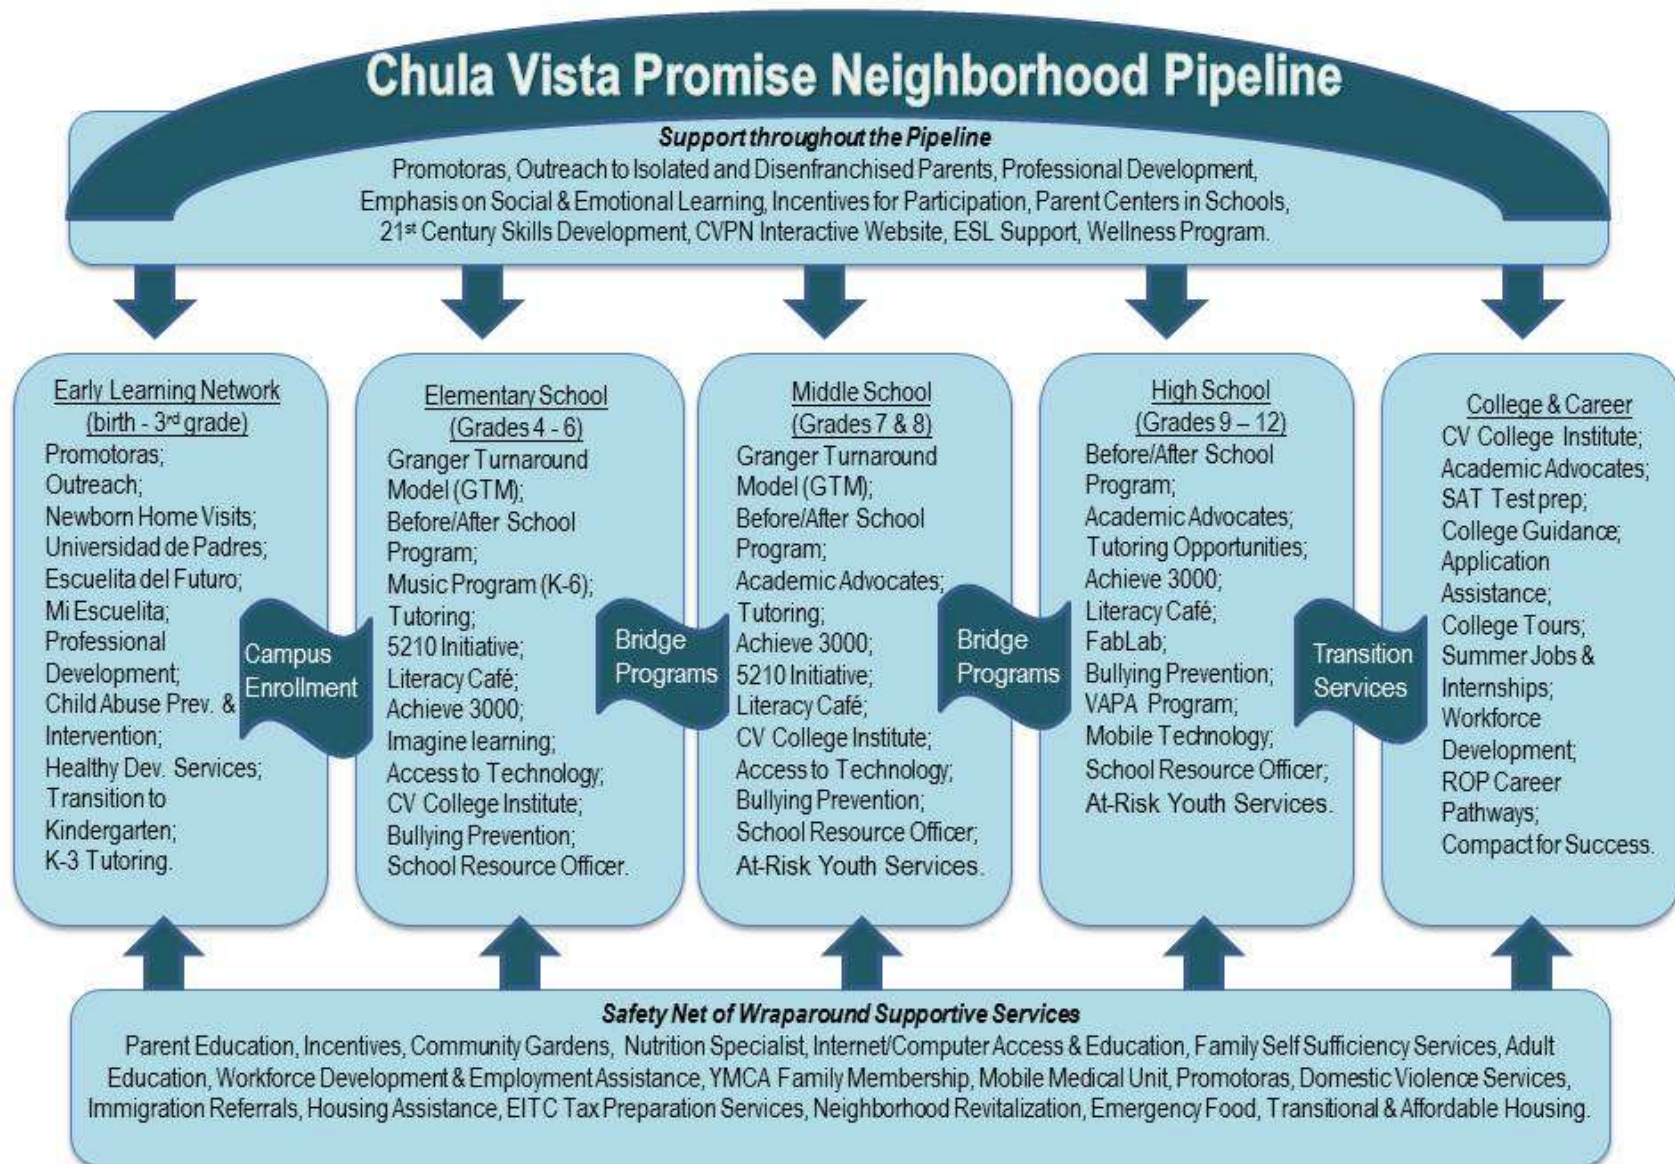 Chula Vista Promise Neighborhood Pipeline
Support throughout the Pipeline
Promotoras, Outreach to Isolated and Disenfranchised Parents, Professional Development,
Emphasis on Social & Emotional Learning, Incentives for Participation, Parent Centers in Schools,
21st Century Skills Development, CVPN Interactive Website, ESL Support, Wellness Program.
Early Learning Network
(birth - 3rd grade)
Promotoras;
Outreach;
Newborn Home Visits;
Universidad de Padres;
Escuelita del Futuro;
Mi Escuelita;
Professional
Development;
Child Abuse Prev. &
Intervention;
Healthy Dev. Services;
Transition to
Kindergarten;
K-3 Tutoring.
Campus
Enrollment
Elementary School
(Grades 4 - 6)
Granger Turnaround
Model (GTM);
Before/After School
Program;
Music Program (K-6);
Tutoring;
5210 Initiative;
Literacy Café;
Achieve 3000;
Imagine learning;
Access to Technology;
CV College Institute;
Bullying Prevention;
School Resource Officer.
Bridge
Programs
Middle School
(Grades 7 & 8)
Granger Turnaround
Model (GTM);
Before/After School
Program;
Academic Advocates;
Tutoring;
Achieve 3000;
5210 Initiative;
Literacy Café;
CV College Institute;
Access to Technology;
Bullying Prevention;
School Resource Officer;
At-Risk Youth Services.
Bridge
Programs
High School
(Grades 9 – 12)
Before/After School
Program;
Academic Advocates;
Tutoring Opportunities;
Achieve 3000;
Literacy Café;
FabLab;
Bullying Prevention;
VAPA Program;
Mobile Technology;
School Resource Officer;
At-Risk Youth Services.
Transition
Services
College & Career
CV College Institute;
Academic Advocates;
SAT Test prep;
College Guidance;
Application
Assistance;
College Tours;
Summer Jobs &
Internships;
Workforce
Development;
ROP Career
Pathways;
Compact for Success.
Safety Net of Wraparound Supportive Services
Parent Education, Incentives, Community Gardens, Nutrition Specialist, Internet/Computer Access & Education, Family Self Sufficiency Services, Adult
Education, Workforce Development & Employment Assistance, YMCA Family Membership, Mobile Medical Unit, Promotoras, Domestic Violence Services,
Immigration Referrals, Housing Assistance, EITC Tax Preparation Services, Neighborhood Revitalization, Emergency Food, Transitional & Affordable Housing.